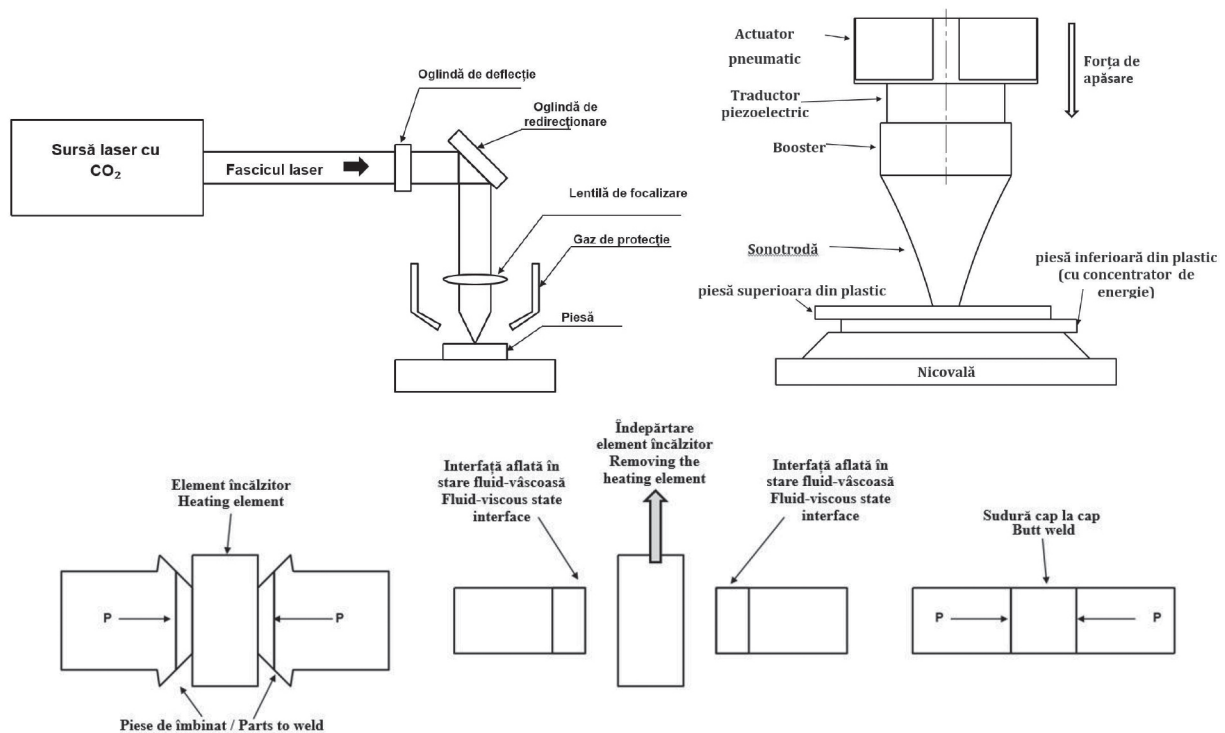 Oglindă de deflecție
Oglindă de
redirecționare
Sursă laser cu
CO₂
Fascicul laser
Lentilă de focalizare
Gaz de protecție
Piesă
Actuator
pneumatic
Forța de
apăsare
Traductor
piezoelectric
Booster
Sonotrodă
piesă inferioară din plastic
(cu concentrator de
energie)
piesă superioara din plastic
Nicovală
Element încălzitor
Heating element
P
P
Piese de îmbinat / Parts to weld
Interfață aflată în
stare fluid-vâscoasă
Fluid-viscous state
interface
Îndepărtare
element încălzitor
Removing the
heating element
Interfață aflată în
stare fluid-vâscoasă
Fluid-viscous state
interface
Sudură cap la cap
Butt weld
P
P